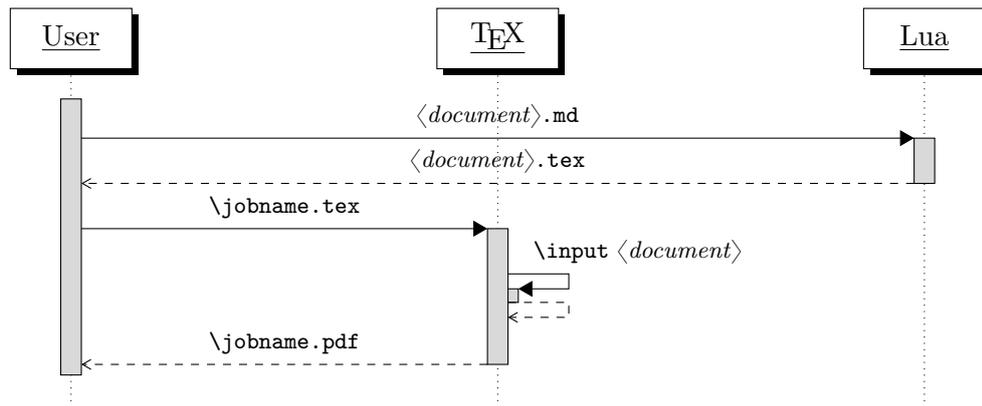 User TEX Lua
⟨document⟩.md
⟨document⟩.tex
\jobname.tex
\input ⟨document⟩
\jobname.pdf